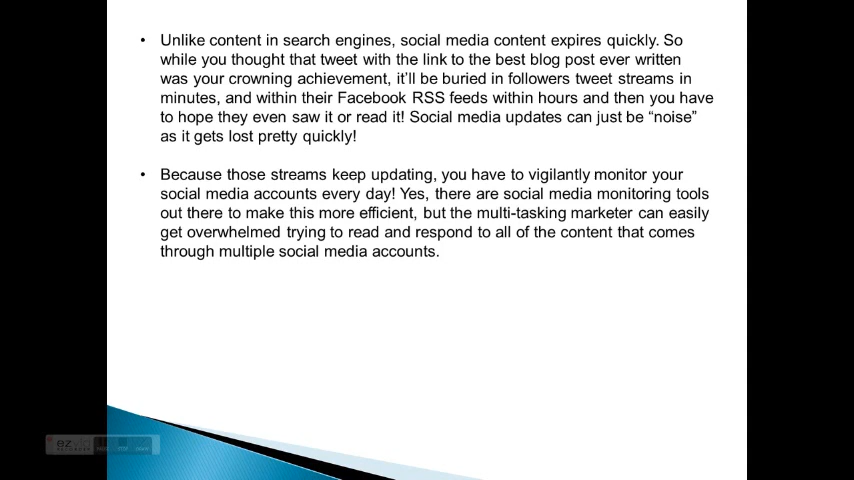 • Unlike content in search engines, social media content expires quickly. So
while you thought that tweet with the link to the best blog post ever written
was your crowning achievement, it’ll be buried in followers tweet streams in
minutes, and within their Facebook RSS feeds within hours and then you have
to hope they even saw it or read it! Social media updates can just be “noise”
as it gets lost pretty quickly!
• Because those streams keep updating, you have to vigilantly monitor your
social media accounts every day! Yes, there are social media monitoring tools
out there to make this more efficient, but the multi-tasking marketer can easily
get overwhelmed trying to read and respond to all of the content that comes
through multiple social media accounts.
ezvid
RECORDER